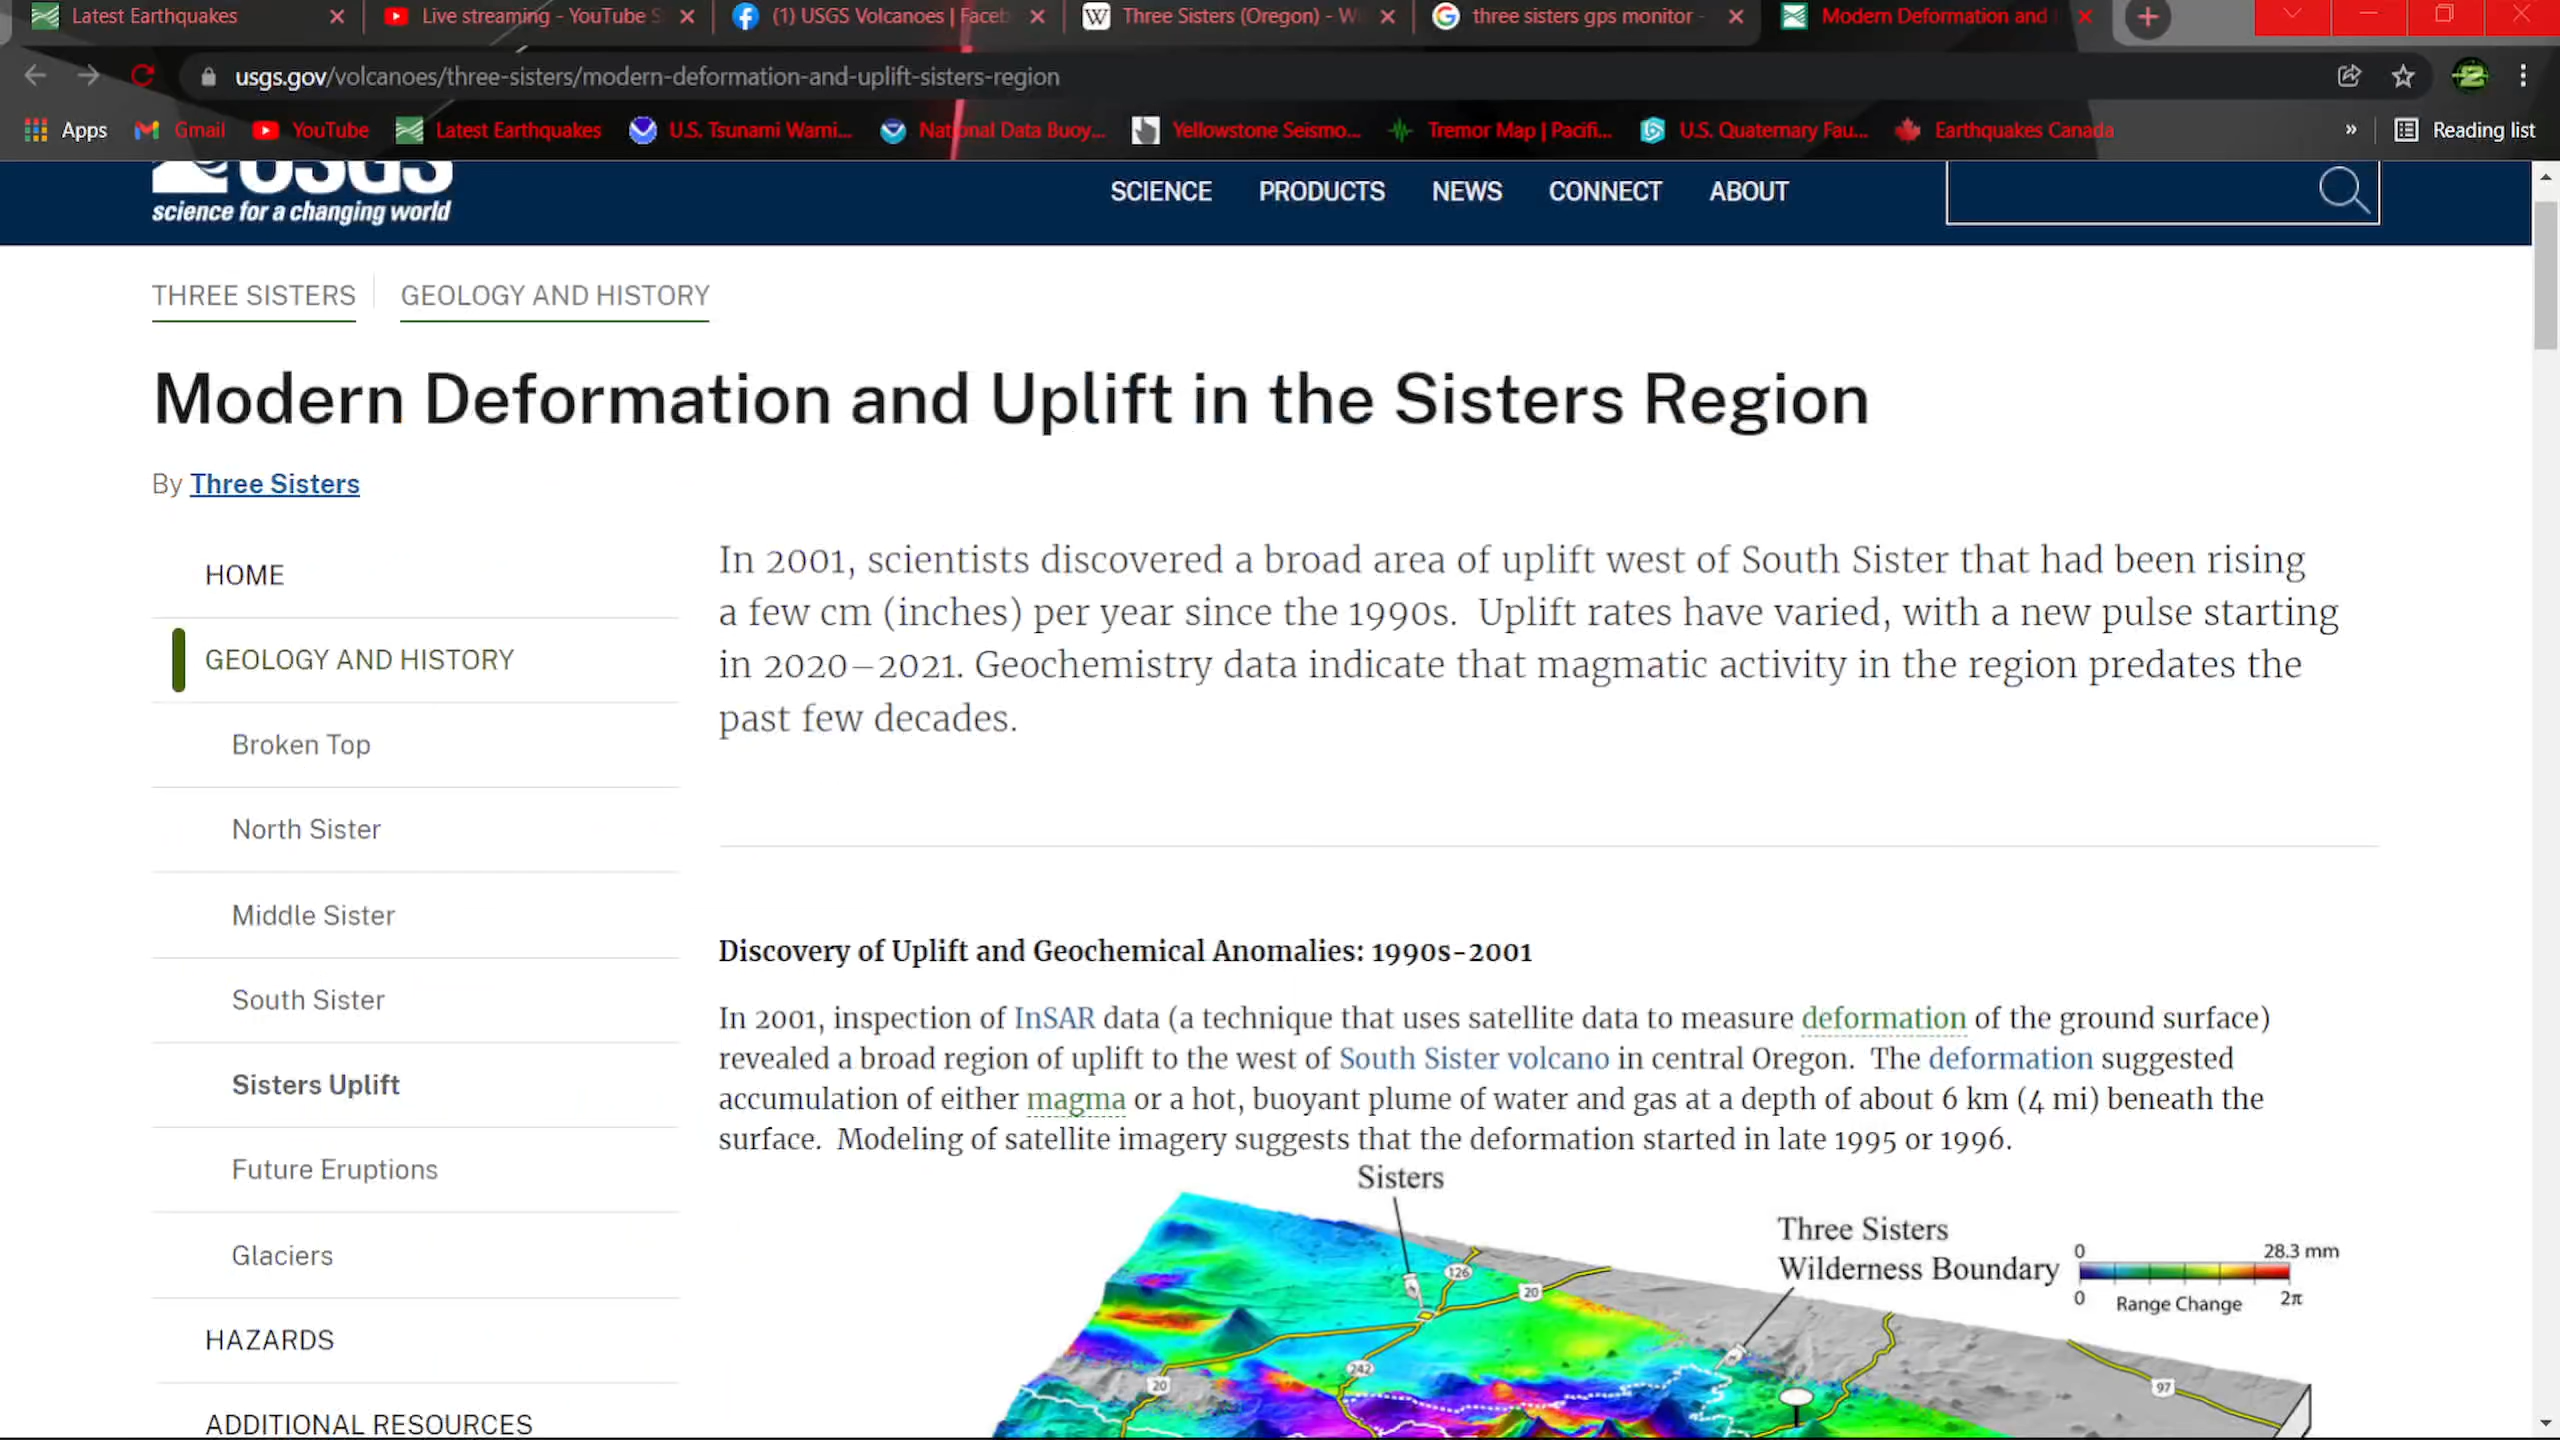 Latest Earthquakes
Live streaming - YouTube S
(1) USGS Volcanoes | Faceb
Three Sisters (Oregon) - Wi
three sisters gps monitor -
Modern Deformation and
usgs.gov/volcanoes/three-sisters/modern-deformation-and-uplift-sisters-region
Apps
Gmail
YouTube
Latest Earthquakes
U.S. Tsunami Warni...
National Data Buoy...
Yellowstone Seismo...
Tremor Map | Pacifi...
U.S. Quaternary Fau...
Earthquakes Canada
»
Reading list
USGS
science for a changing world
SCIENCE
PRODUCTS
NEWS
CONNECT
ABOUT
THREE SISTERS
GEOLOGY AND HISTORY
Modern Deformation and Uplift in the Sisters Region
By Three Sisters
HOME
GEOLOGY AND HISTORY
Broken Top
North Sister
Middle Sister
South Sister
Sisters Uplift
Future Eruptions
Glaciers
HAZARDS
ADDITIONAL RESOURCES
In 2001, scientists discovered a broad area of uplift west of South Sister that had been rising
a few cm (inches) per year since the 1990s. Uplift rates have varied, with a new pulse starting
in 2020–2021. Geochemistry data indicate that magmatic activity in the region predates the
past few decades.
Discovery of Uplift and Geochemical Anomalies: 1990s-2001
In 2001, inspection of InSAR data (a technique that uses satellite data to measure deformation of the ground surface)
revealed a broad region of uplift to the west of South Sister volcano in central Oregon. The deformation suggested
accumulation of either magma or a hot, buoyant plume of water and gas at a depth of about 6 km (4 mi) beneath the
surface. Modeling of satellite imagery suggests that the deformation started in late 1995 or 1996.
Sisters
Three Sisters
Wilderness Boundary
0
28.3 mm
0
Range Change
2π
126
20
242
20
97